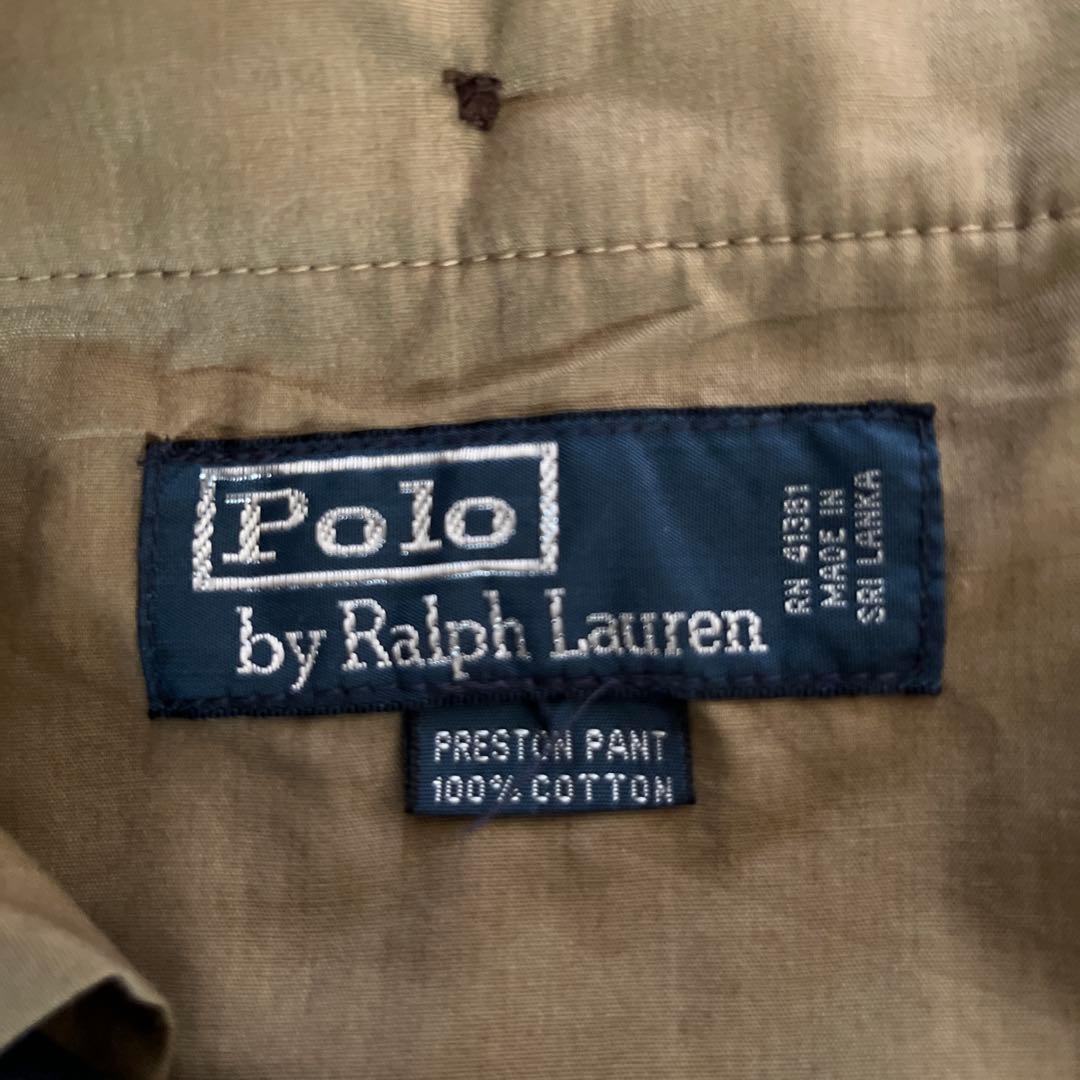 Polo
by Ralph Lauren
RN 41381
MADE IN
SRI LANKA
PRESTON PANT
100% COTTON